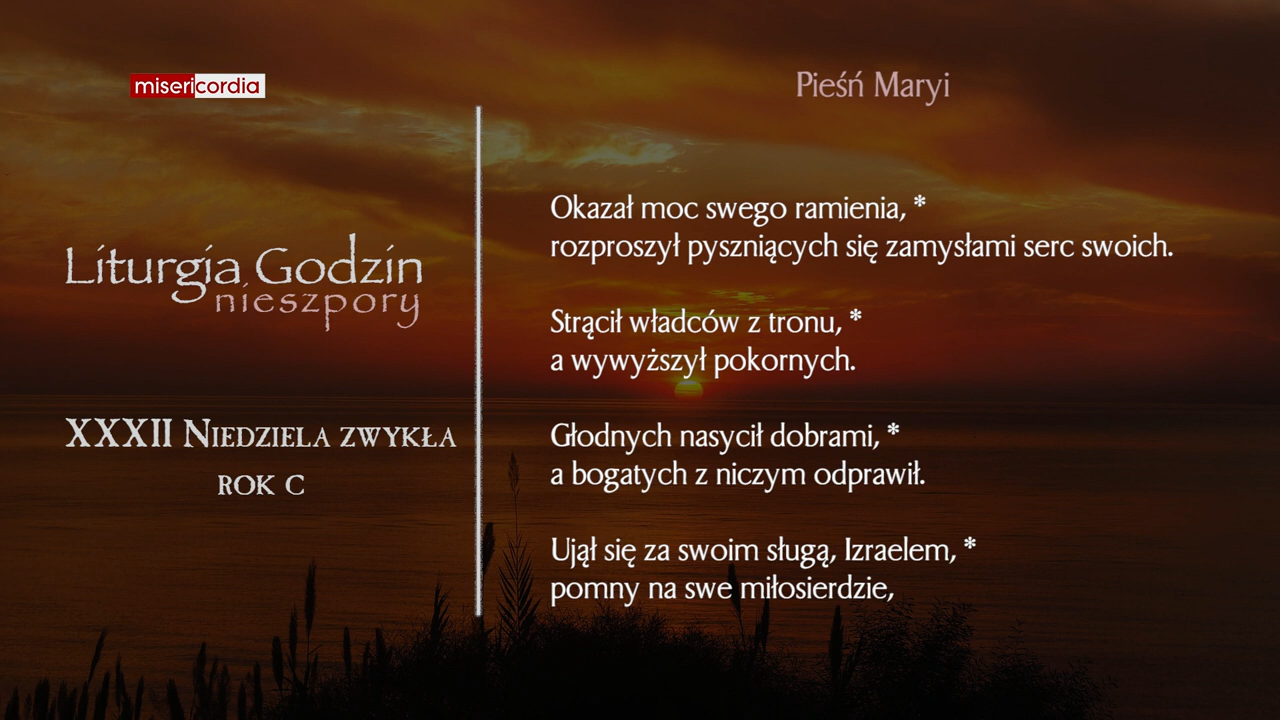 misericordia
Liturgia Godzin
nieszpory
XXXII Niedziela zwykła
rok C
Pieśń Maryi
Okazał moc swego ramienia, *
rozproszył pyszniących się zamysłami serc swoich.
Strącił władców z tronu, *
a wywyższył pokornych.
Głodnych nasycił dobrami, *
a bogatych z niczym odprawił.
Ujął się za swoim sługą, Izraelem, *
pomny na swe miłosierdzie,